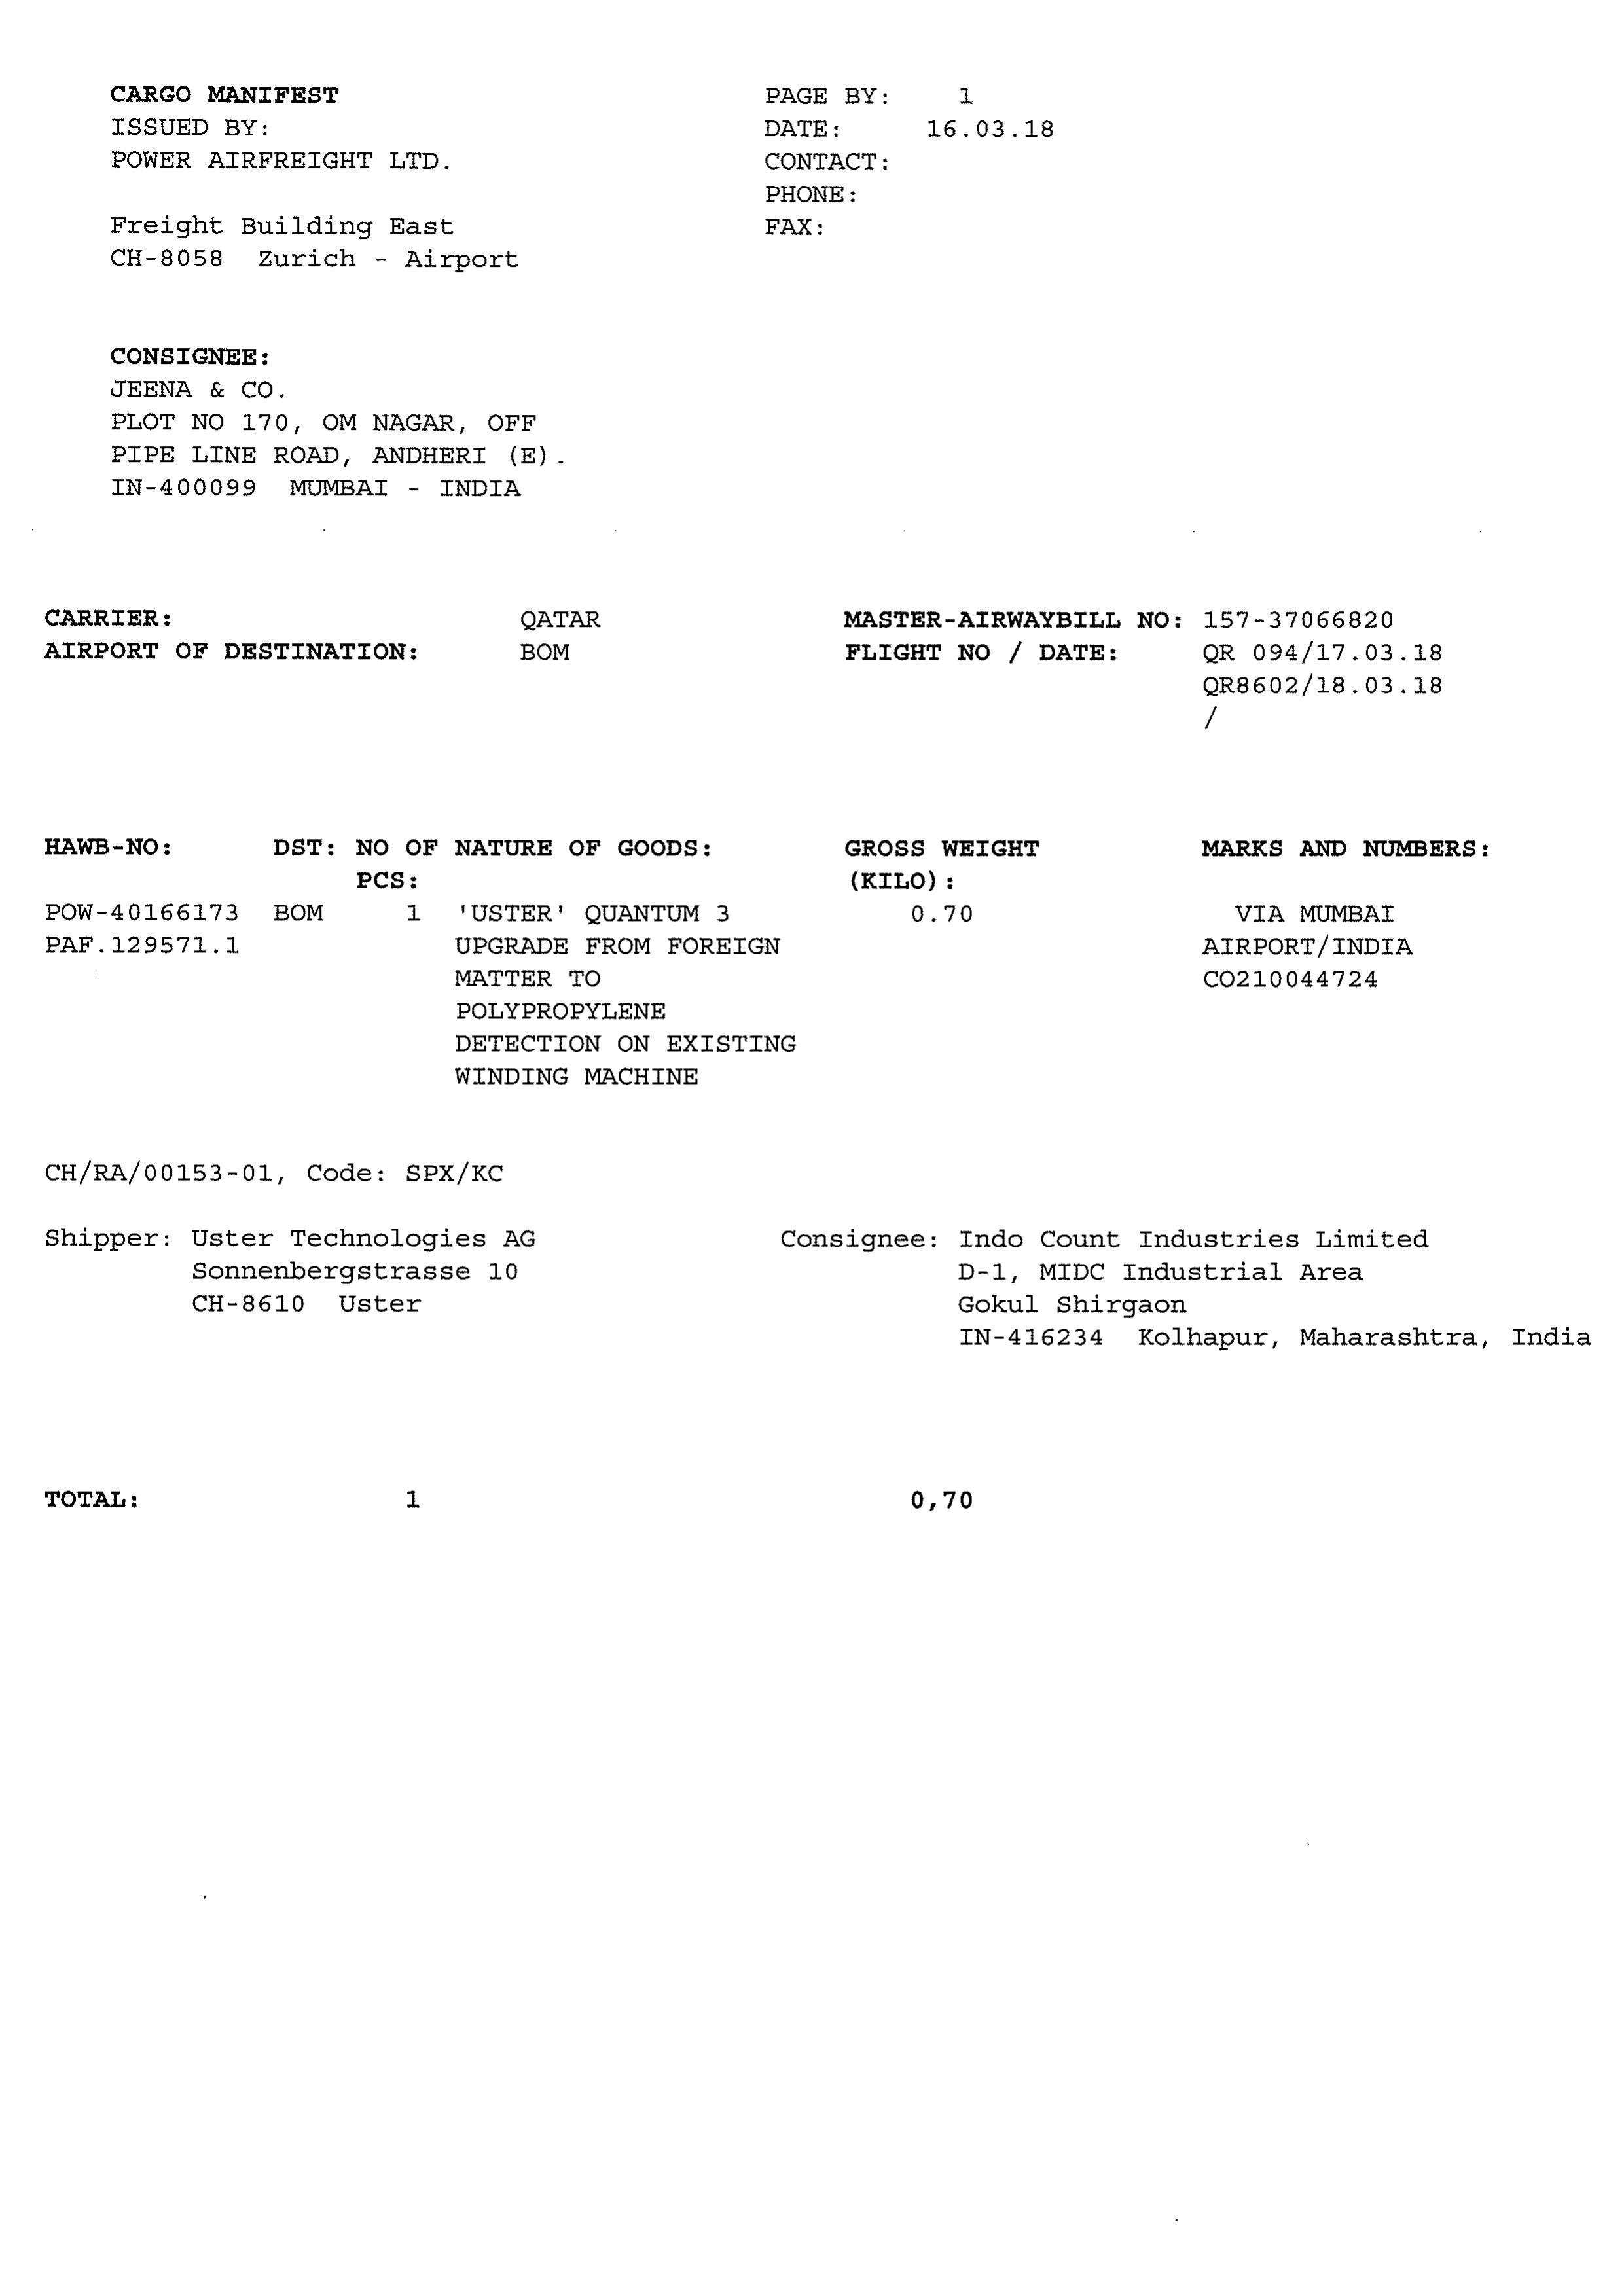 CARGO MANIFEST PAGE BY: 1
ISSUED BY: DATE: 16.03.18
POWER AIRFREIGHT LTD. CONTACT:
PHONE:
Freight Building East FAX:
CH-8058 Zurich - Airport
CONSIGNEE:
JEENA & CO.
PLOT NO 170, OM NAGAR, OFF
PIPE LINE ROAD, ANDHERI (E).
IN-400099 MUMBAI - INDIA
CARRIER: QATAR MASTER-AIRWAYBILL NO: 157-37066820
AIRPORT OF DESTINATION: BOM FLIGHT NO / DATE: QR 094/17.03.18
QR8602/18.03.18
/
HAWB-NO: DST: NO OF NATURE OF GOODS: GROSS WEIGHT MARKS AND NUMBERS:
PCS: (KILO):
POW-40166173 BOM 1 'USTER' QUANTUM 3 0.70 VIA MUMBAI
PAF.129571.1 UPGRADE FROM FOREIGN AIRPORT/INDIA
MATTER TO CO210044724
POLYPROPYLENE
DETECTION ON EXISTING
WINDING MACHINE
CH/RA/00153-01, Code: SPX/KC
Shipper: Uster Technologies AG Consignee: Indo Count Industries Limited
Sonnenbergstrasse 10 D-1, MIDC Industrial Area
CH-8610 Uster Gokul Shirgaon
IN-416234 Kolhapur, Maharashtra, India
TOTAL: 1 0,70